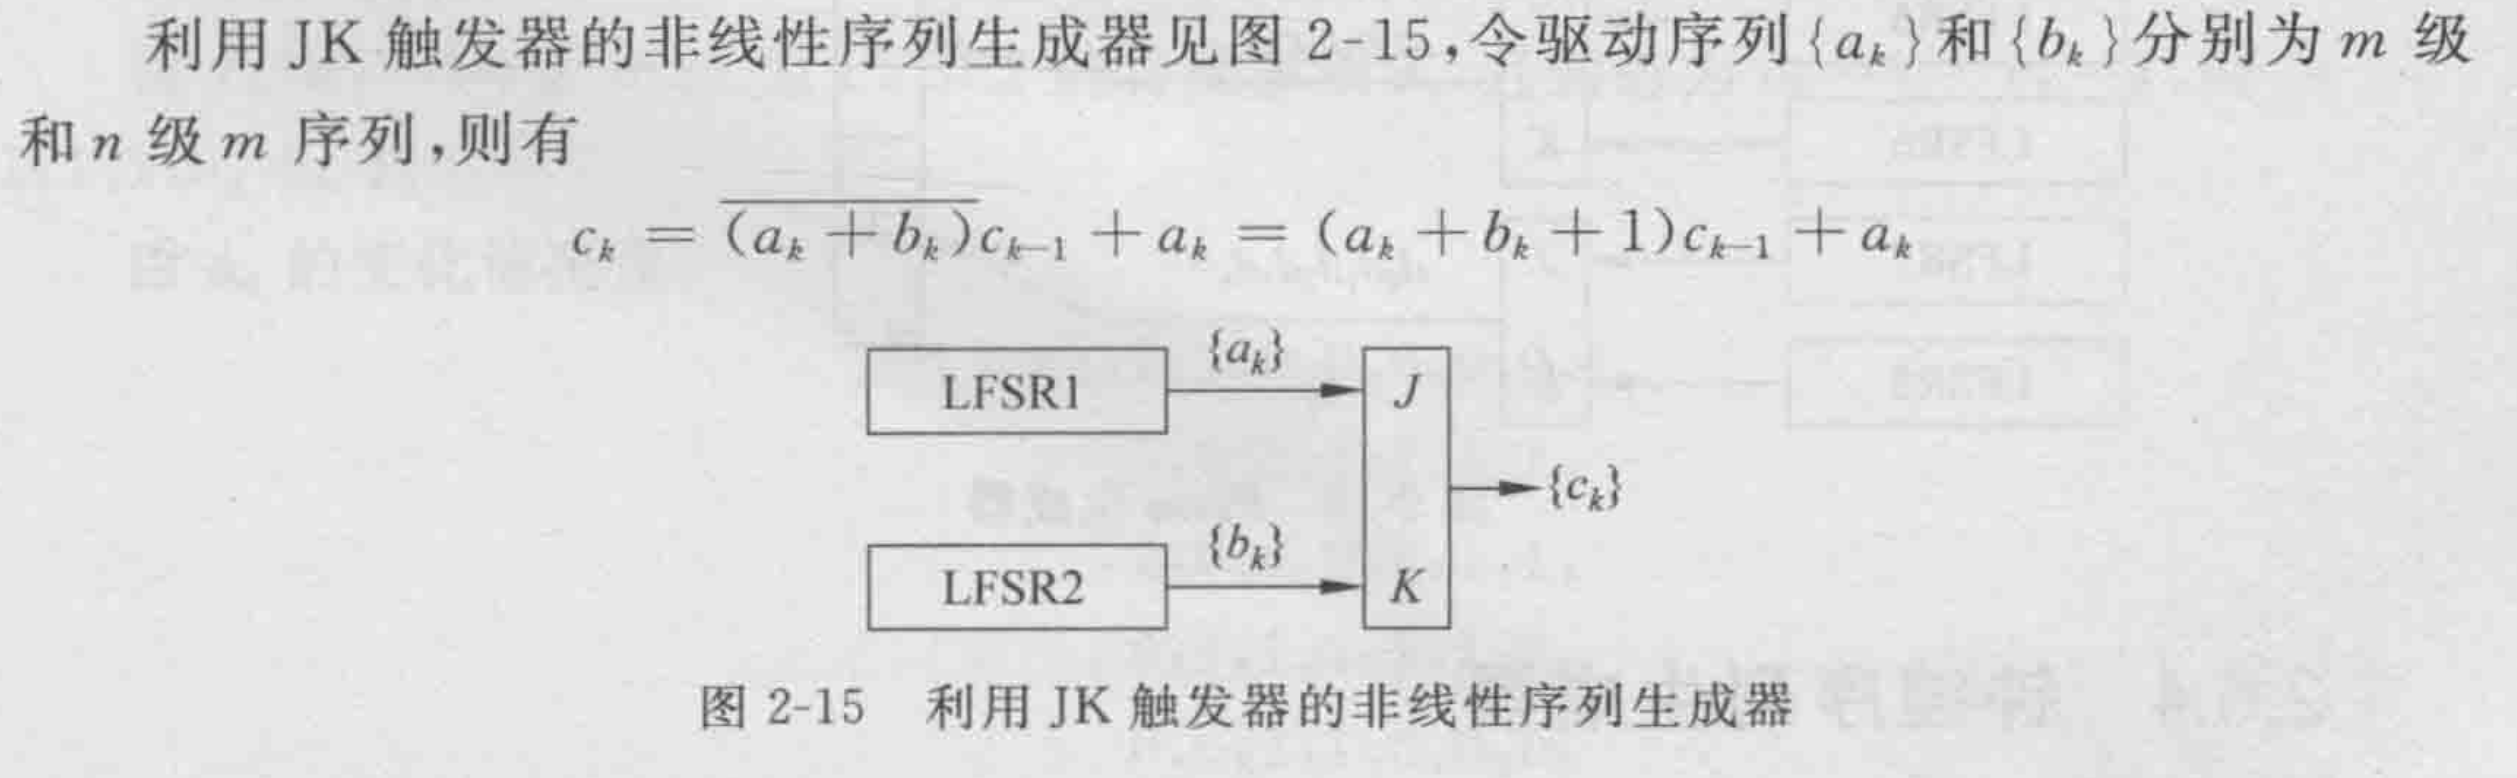 利用 JK 触发器的非线性序列生成器见图 2-15,令驱动序列{a_k}和{b_k}分别为 m 级
和 n 级 m 序列,则有
c_k = \overline{(a_k + b_k)}c_{k-1} + a_k = (a_k + b_k + 1)c_{k-1} + a_k
{a_k}
LFSR1
J
{c_k}
{b_k}
LFSR2
K
图 2-15 利用 JK 触发器的非线性序列生成器